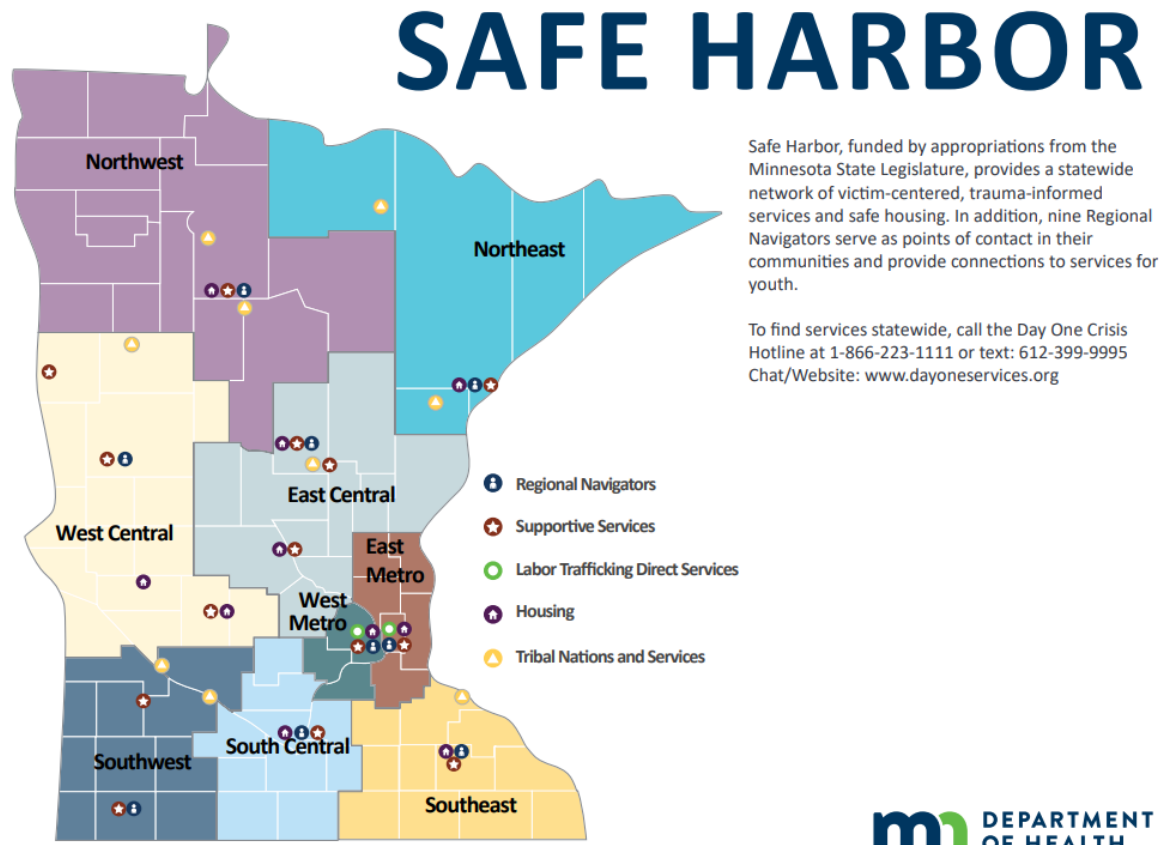 SAFE HARBOR
Safe Harbor, funded by appropriations from the
Minnesota State Legislature, provides a statewide
network of victim-centered, trauma-informed
services and safe housing. In addition, nine Regional
Navigators serve as points of contact in their
communities and provide connections to services for
youth.
To find services statewide, call the Day One Crisis
Hotline at 1-866-223-1111 or text: 612-399-9995
Chat/Website: www.dayoneservices.org
Northwest
Northeast
East Central
West Central
East
Metro
West
Metro
South Central
Southwest
Southeast
Regional Navigators
Supportive Services
Labor Trafficking Direct Services
Housing
Tribal Nations and Services
mn DEPARTMENT
OF HEALTH